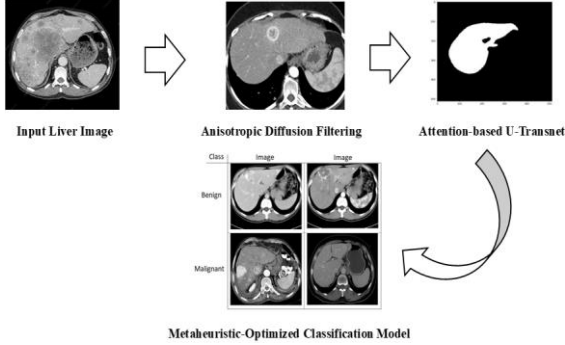 Input Liver Image
Anisotropic Diffusion Filtering
Attention-based U-Transnet
Class
Image
Image
Benign
Malignant
Metaheuristic-Optimized Classification Model